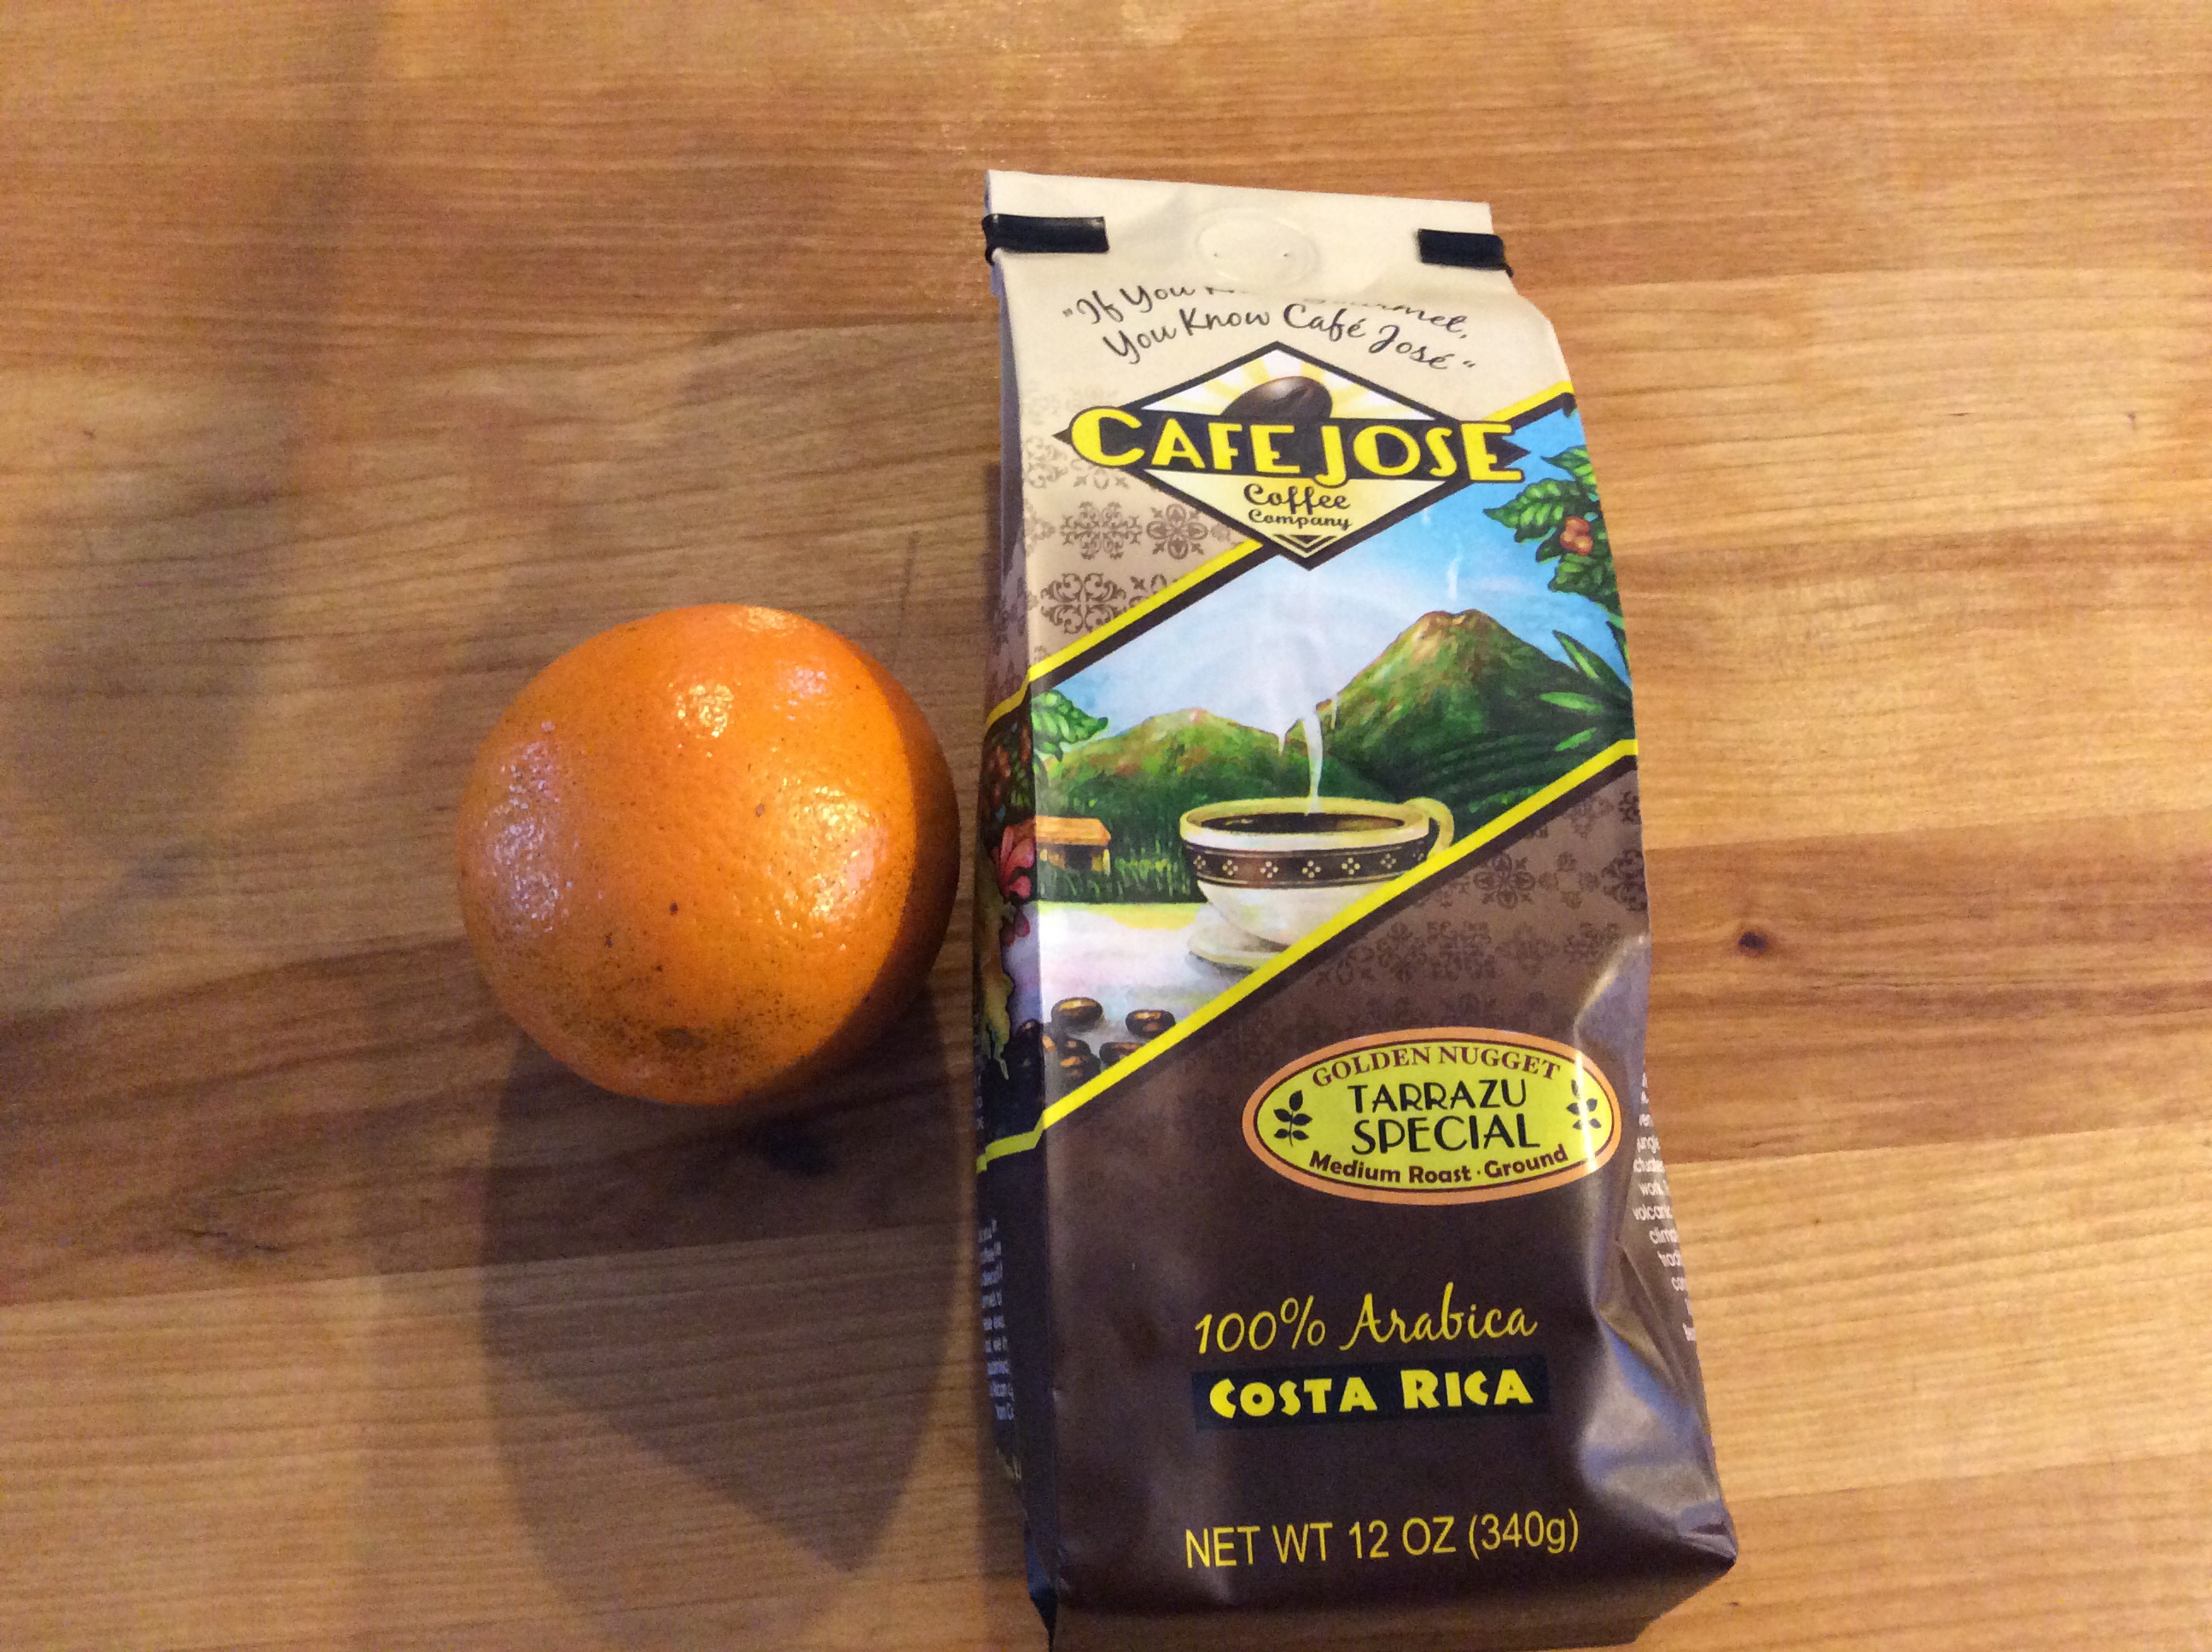 "If You Gourmet,
You Know Café José"
CAFE JOSE
Coffee
Company
GOLDEN NUGGET
TARRAZU
SPECIAL
Medium Roast · Ground
100% Arabica
COSTA RICA
NET WT 12 OZ (340g)